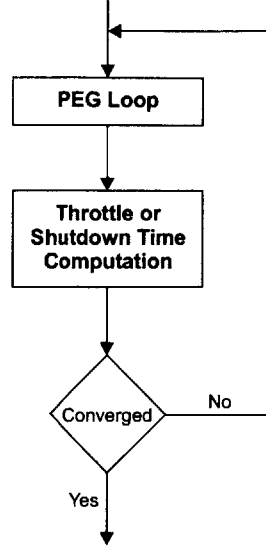 PEG Loop
Throttle or
Shutdown Time
Computation
Converged
No
Yes